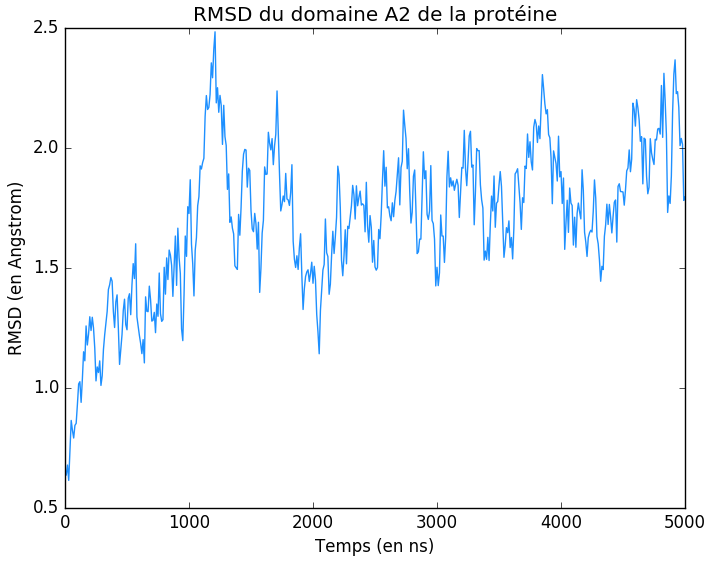 RMSD du domaine A2 de la protéine
2.5
2.0
1.5
1.0
0.5
RMSD (en Angstrom)
0 1000 2000 3000 4000 5000
Temps (en ns)